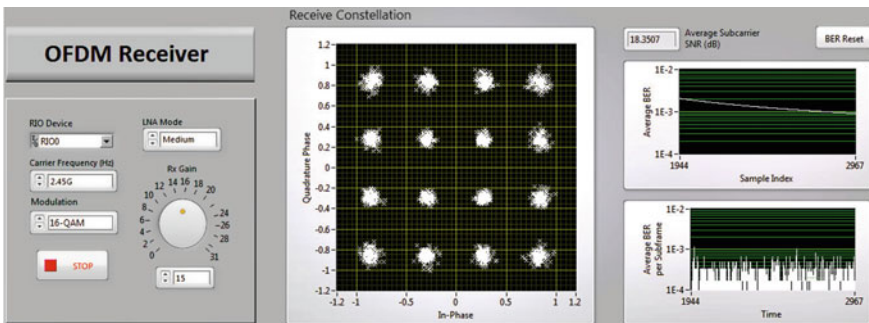 OFDM Receiver
RIO Device
RIO0
LNA Mode
Medium
Carrier Frequency (Hz)
2.45G
Modulation
16-QAM
STOP
Rx Gain
0 2 4 6 8 10 12 14 16 18 20 24 26 28 31
15
Receive Constellation
Quadrature Phase
1.2
1
0.8
0.6
0.4
0.2
0
-0.2
-0.4
-0.6
-0.8
-1
-1.2
-1.2 -1 -0.5 0 0.5 1 1.2
In-Phase
18.3507
Average Subcarrier
SNR (dB)
BER Reset
Average BER
1E-2
1E-3
1E-4
1944 2967
Sample Index
Average BER
per Subframe
1E-2
1E-3
1E-4
1944 2967
Time